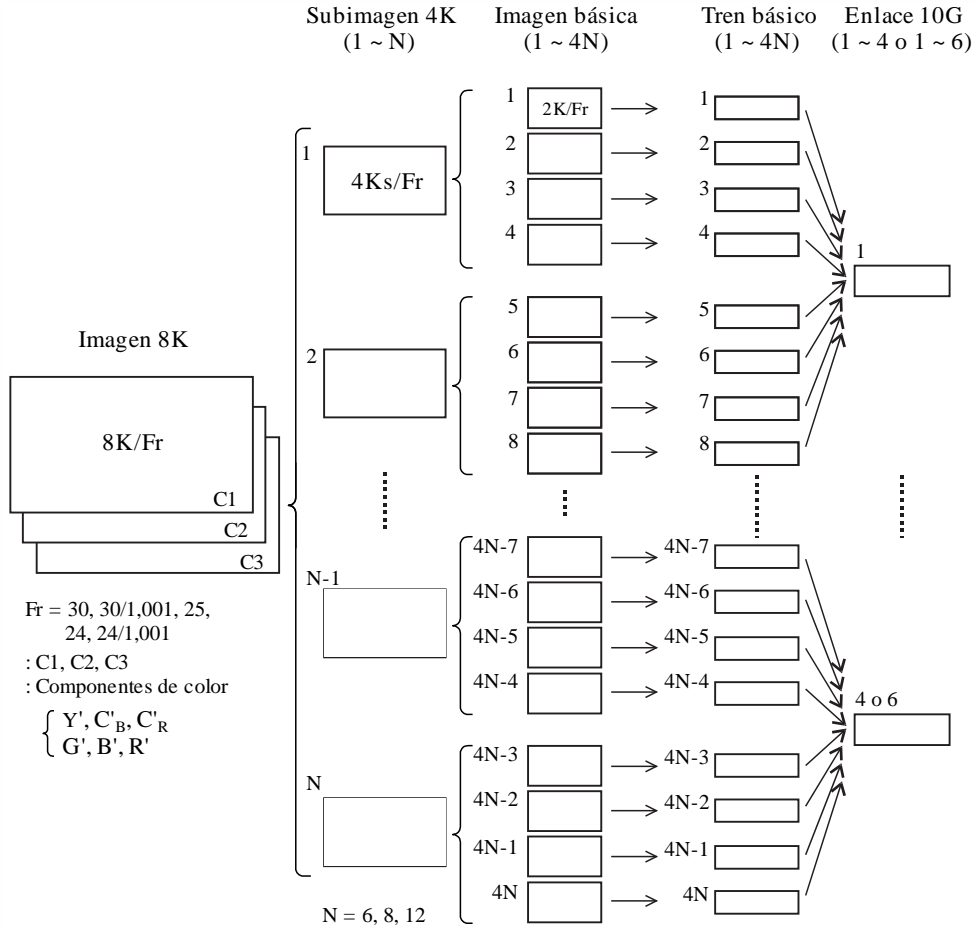 Subimagen 4K
(1 ~ N)
Imagen básica
(1 ~ 4N)
Tren básico
(1 ~ 4N)
Enlace 10G
(1 ~ 4 o 1 ~ 6)
Imagen 8K
8K/Fr
C1
C2
C3
Fr = 30, 30/1,001, 25,
24, 24/1,001
: C1, C2, C3
: Componentes de color
Y', C'B, C'R
G', B', R'
1
4Ks/Fr
2
N-1
N
N = 6, 8, 12
1
2K/Fr
2
3
4
5
6
7
8
4N-7
4N-6
4N-5
4N-4
4N-3
4N-2
4N-1
4N
1
2
3
4
5
6
7
8
4N-7
4N-6
4N-5
4N-4
4N-3
4N-2
4N-1
4N
1
4 o 6